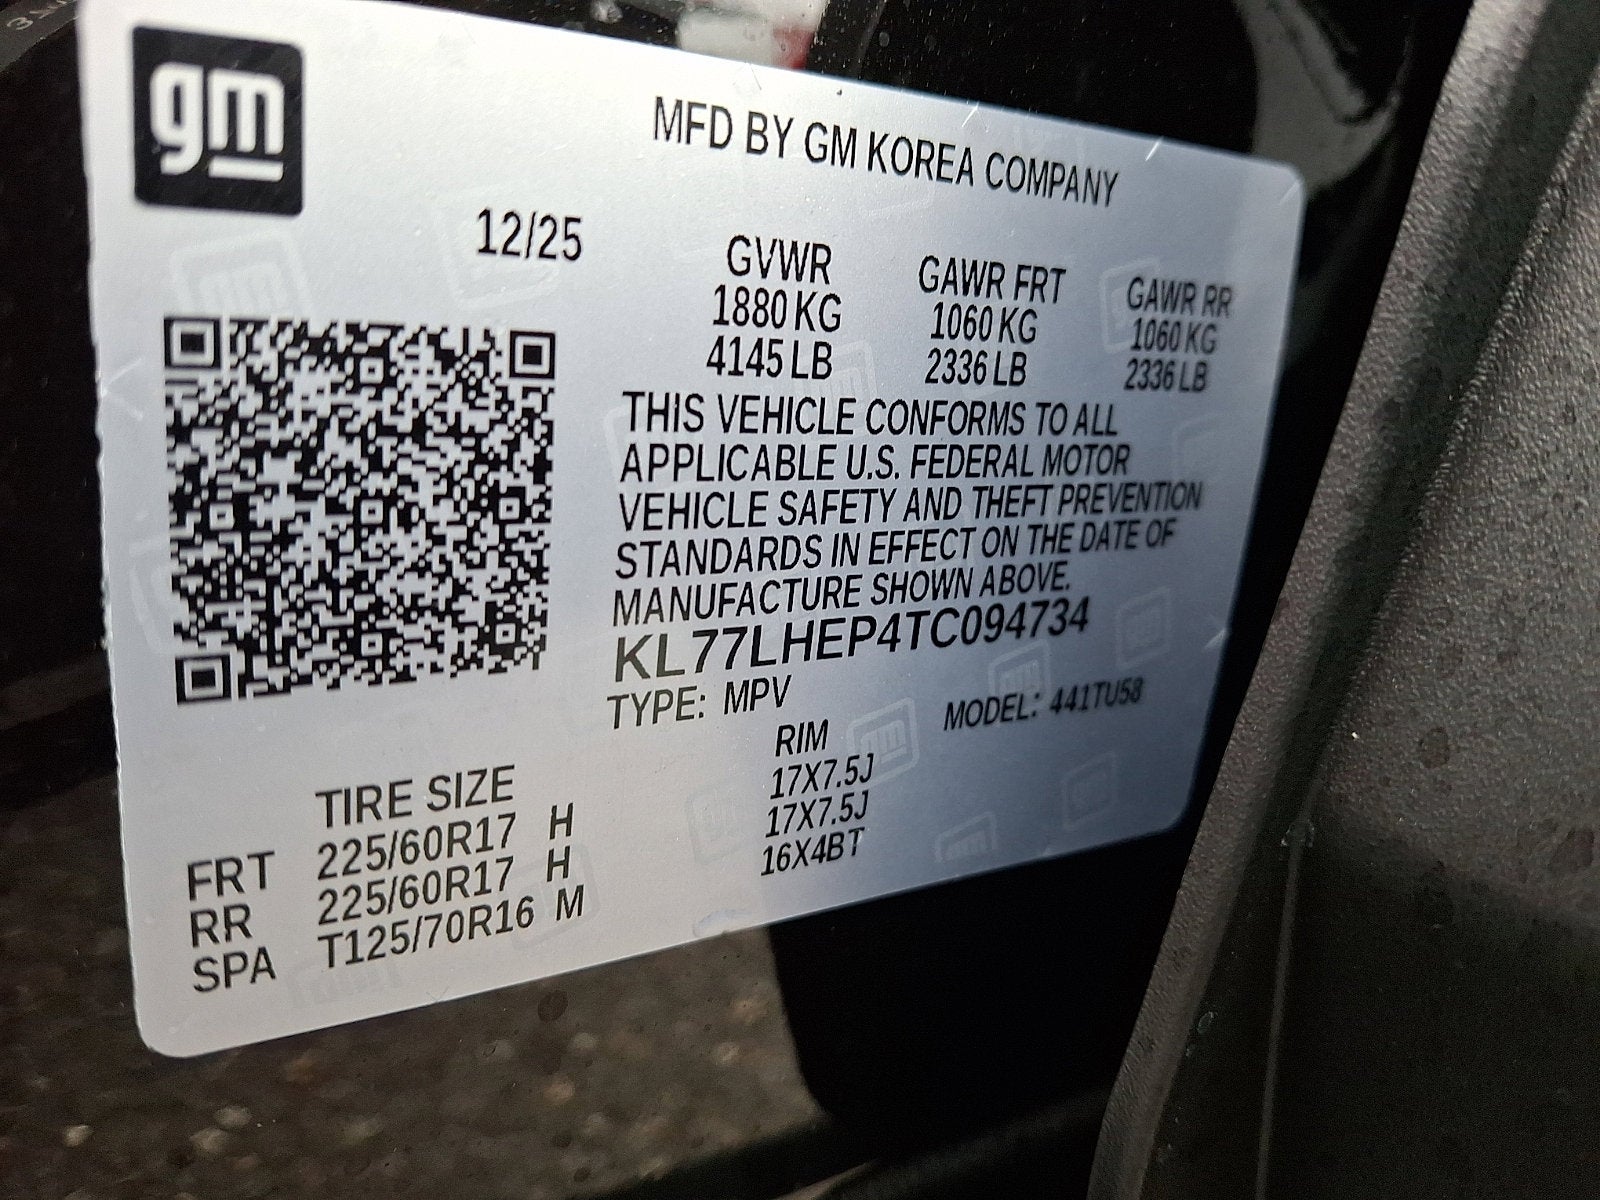 gm
MFD BY GM KOREA COMPANY
12/25
GVWR GAWR FRT GAWR RR
1880 KG 1060 KG 1060 KG
4145 LB 2336 LB 2336 LB
THIS VEHICLE CONFORMS TO ALL
APPLICABLE U.S. FEDERAL MOTOR
VEHICLE SAFETY AND THEFT PREVENTION
STANDARDS IN EFFECT ON THE DATE OF
MANUFACTURE SHOWN ABOVE.
KL77LHEP4TC094734
TYPE: MPV MODEL: 441TU58
TIRE SIZE RIM
FRT 225/60R17 H 17X7.5J
RR 225/60R17 H 17X7.5J
SPA T125/70R16 M 16X4BT